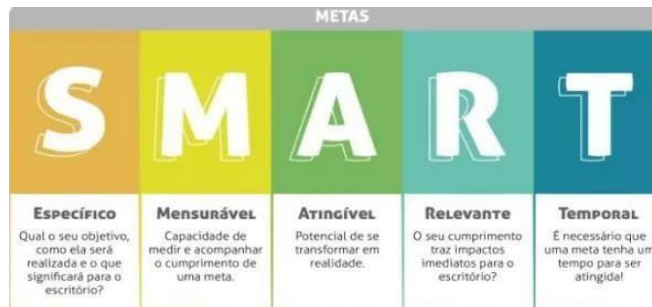 METAS
S M A R T
ESPECÍFICO
Qual o seu objetivo,
como ela será
realizada e o que
significará para o
escritório?
MENSURÁVEL
Capacidade de
medir e acompanhar
o cumprimento de
uma meta.
ATINGÍVEL
Potencial de se
transformar em
realidade.
RELEVANTE
O seu cumprimento
traz impactos
imediatos para o
escritório?
TEMPORAL
É necessário que
uma meta tenha um
tempo para ser
atingida!